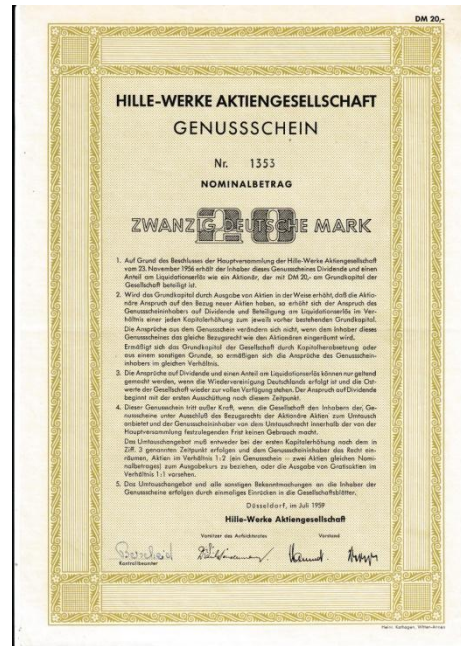 DM 20,-
HILLE-WERKE AKTIENGESELLSCHAFT
GENUSSSCHEIN
Nr. 1353
NOMINALBETRAG
ZWANZIG DEUTSCHE MARK
20
1. Auf Grund des Beschlusses der Hauptversammlung der Hille-Werke Aktiengesellschaft
vom 23. November 1956 erhält der Inhaber dieses Genusscheines Dividende und einen
Anteil am Liquidationserlös wie ein Aktionär, der mit DM 20,- am Grundkapital der
Gesellschaft beteiligt ist.
2. Wird das Grundkapital durch Ausgabe von Aktien in der Weise erhöht, daß die Aktio-
näre Anspruch auf den Bezug neuer Aktien haben, so erhöht sich der Anspruch des
Genusscheininhabers auf Dividende und Beteiligung am Liquidationserlös im Ver-
hältnis einer jeden Kapitalerhöhung zum jeweils vorher bestehenden Grundkapital.
Die Ansprüche aus dem Genusschein verändern sich nicht, wenn dem Inhaber dieses
Genusscheines das gleiche Bezugsrecht wie den Aktionären eingeräumt wird.
Ermäßigt sich das Grundkapital der Gesellschaft durch Kapitalherabsetzung oder
aus einem sonstigen Grunde, so ermäßigen sich die Ansprüche des Genusschein-
inhabers im gleichen Verhältnis.
3. Die Ansprüche auf Dividende und einen Anteil am Liquidationserlös können nur geltend
gemacht werden, wenn die Wiedervereinigung Deutschlands erfolgt ist und die Ost-
werte der Gesellschaft wieder zur vollen Verfügung stehen. Der Anspruch auf Dividende
beginnt mit der ersten Ausschüttung nach diesem Zeitpunkt.
4. Dieser Genusschein tritt außer Kraft, wenn die Gesellschaft den Inhabern der Ge-
nusscheine unter Ausschluß des Bezugsrechts der Aktionäre Aktien zum Umtausch
anbietet und der Genusscheininhaber von dem Umtauschrecht innerhalb der von der
Hauptversammlung festzulegenden Frist keinen Gebrauch macht.
Das Umtauschangebot muß entweder bei der ersten Kapitalerhöhung nach dem in
Ziff. 3 genannten Zeitpunkt erfolgen und dem Genusscheininhaber das Recht ein-
räumen, Aktien im Verhältnis 1:2 (ein Genusschein – zwei Aktien gleichen Nomi-
nalbetrages) zum Ausgabekurs zu beziehen, oder die Ausgabe von Gratisaktien im
Verhältnis 1:1 vorsehen.
5. Das Umtauschangebot und alle sonstigen Bekanntmachungen an die Inhaber der
Genusscheine erfolgen durch einmaliges Einrücken in die Gesellschaftsblätter.
Düsseldorf, im Juli 1959
Hille-Werke Aktiengesellschaft
Vorsitzer des Aufsichtsrates Vorstand
Kontrollbeamter